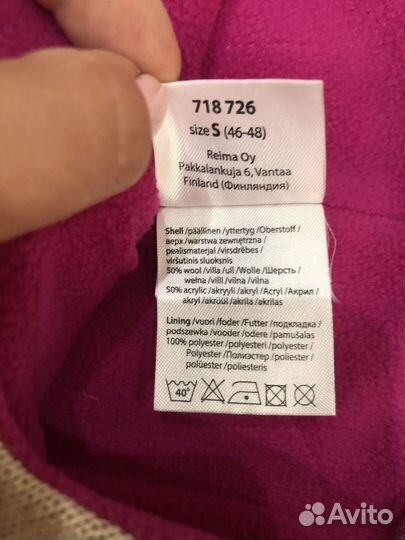 718 726
size S (46-48)
Reima Oy
Pakkalankuja 6, Vantaa
Finland (Финляндия)
Shell / päällinen / yttertyg / Oberstoff /
верх / warstwa zewnętrzna /
pealismaterjal / virsdrēbes /
viršutinis sluoksnis
50% wool / villa / ull / Wolle / Шерсть /
wełna / vill / vilna / vilna
50% acrylic / akryyli / akryl / Acryl / Акрил /
akryl / akrüül / akrila / akrilas
Lining / vuori / foder / Futter / подкладка /
podszewka / vooder / odere / pamušalas
100% polyester / polyesteri / polyester /
Polyester / Полиэстер / poliester /
polüester / poliesters / poliesteris
40°
Avito